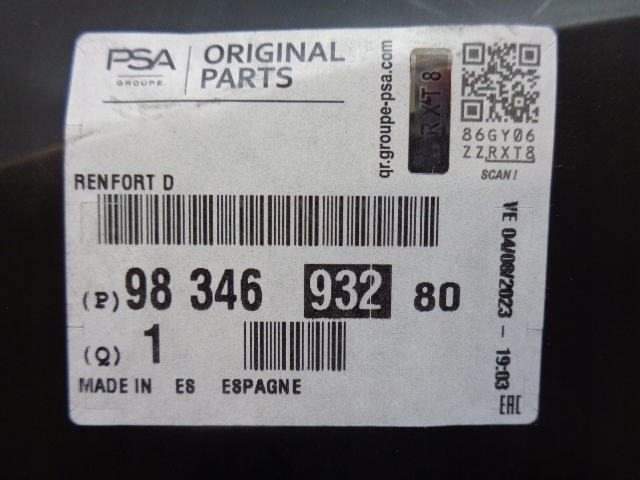 PSA
GROUPE
ORIGINAL
PARTS
qr.groupe-psa.com
RXT8
86GY06
ZZRXT8
SCAN!
RENFORT D
(P) 98 346 932 80
(Q) 1
MADE IN ES ESPAGNE
VE 04/08/2023 - 19:03
EAC